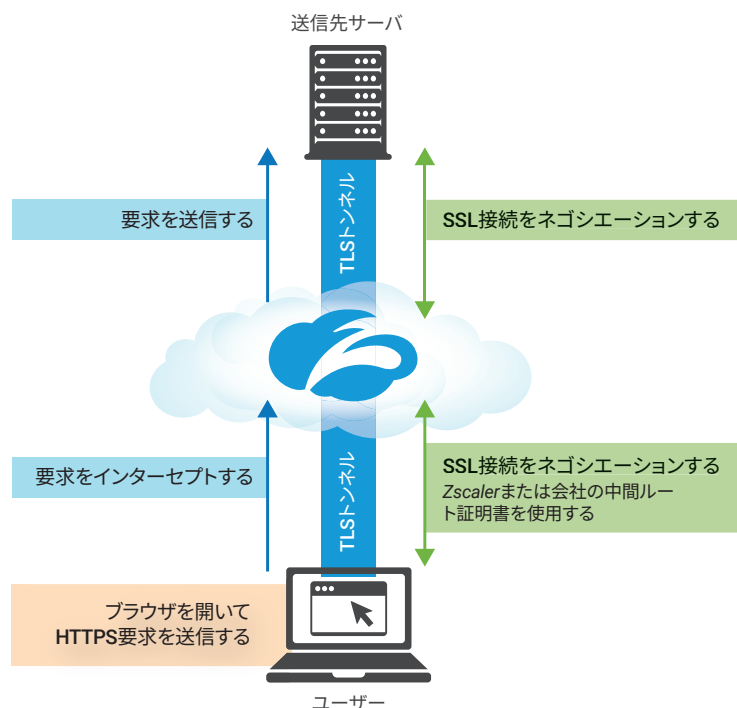 送信先サーバ
TLSトンネル
要求を送信する
SSL接続をネゴシエーションする
TLSトンネル
要求をインターセプトする
SSL接続をネゴシエーションする
Zscalerまたは会社の中間ルー
ト証明書を使用する
ブラウザを開いて
HTTPS要求を送信する
ユーザー